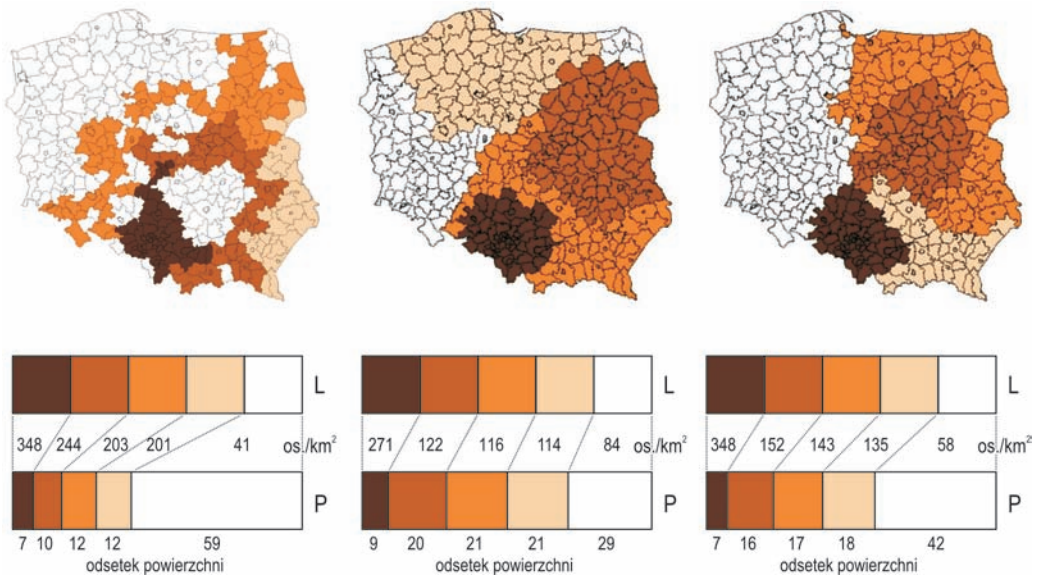 L
348 244 203 201 41 os./km²
P
7 10 12 12 59
odsetek powierzchni
L
271 122 116 114 84 os./km²
P
9 20 21 21 29
odsetek powierzchni
L
348 152 143 135 58 os./km²
P
7 16 17 18 42
odsetek powierzchni